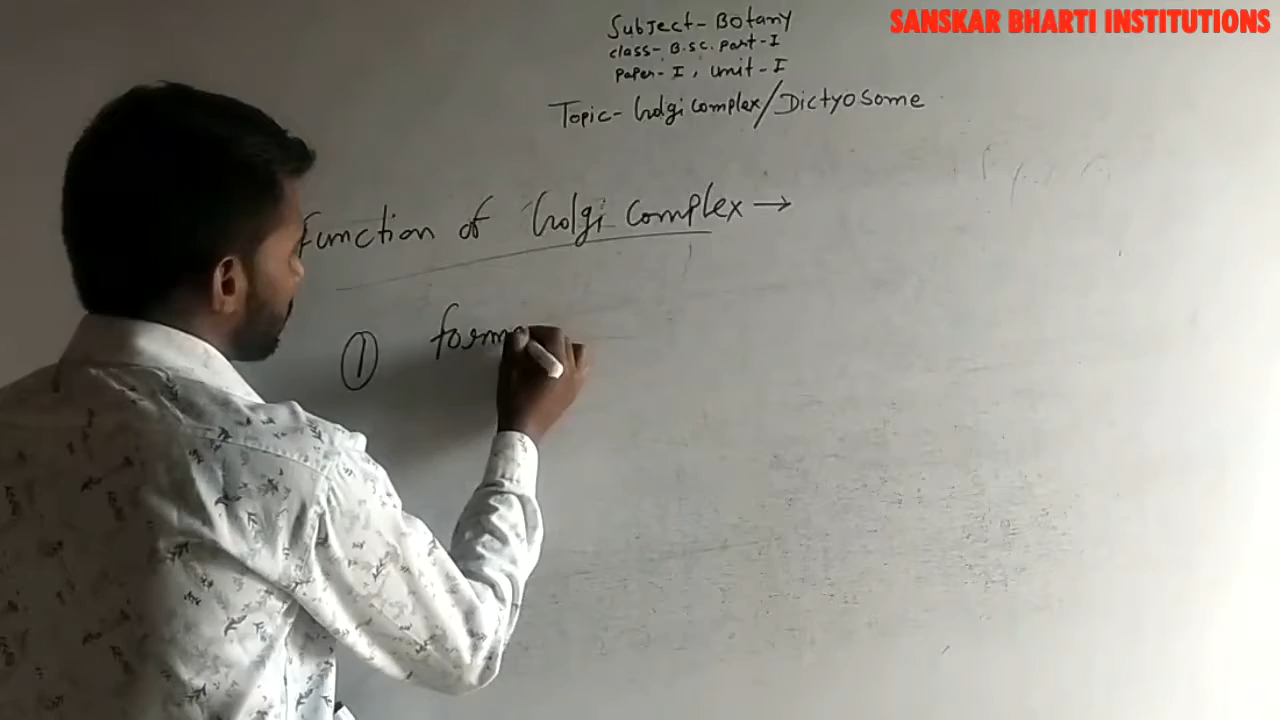 SANSKAR BHARTI INSTITUTIONS
Subject- Botany
class- B.sc. part-I
paper-I, unit-I
Topic- Golgi complex/Dictyosome
Function of Golgi complex →
① form